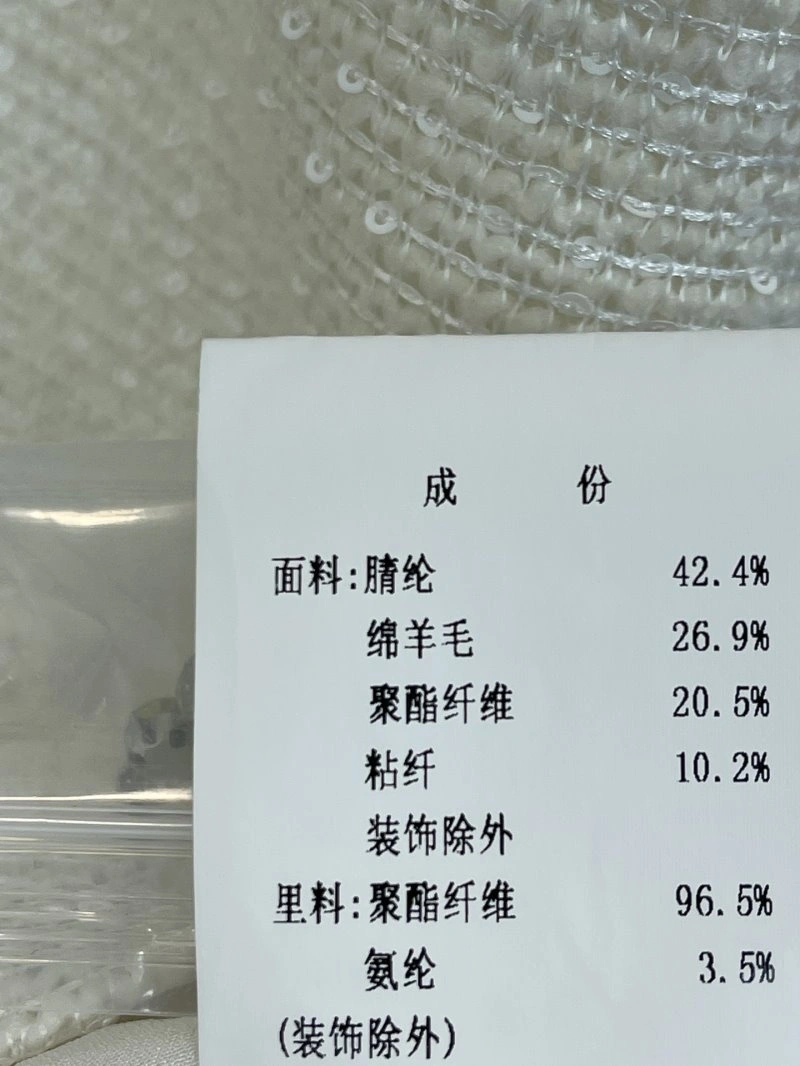 成 份
面料:腈纶 42.4%
绵羊毛 26.9%
聚酯纤维 20.5%
粘纤 10.2%
装饰除外
里料:聚酯纤维 96.5%
氨纶 3.5%
(装饰除外)